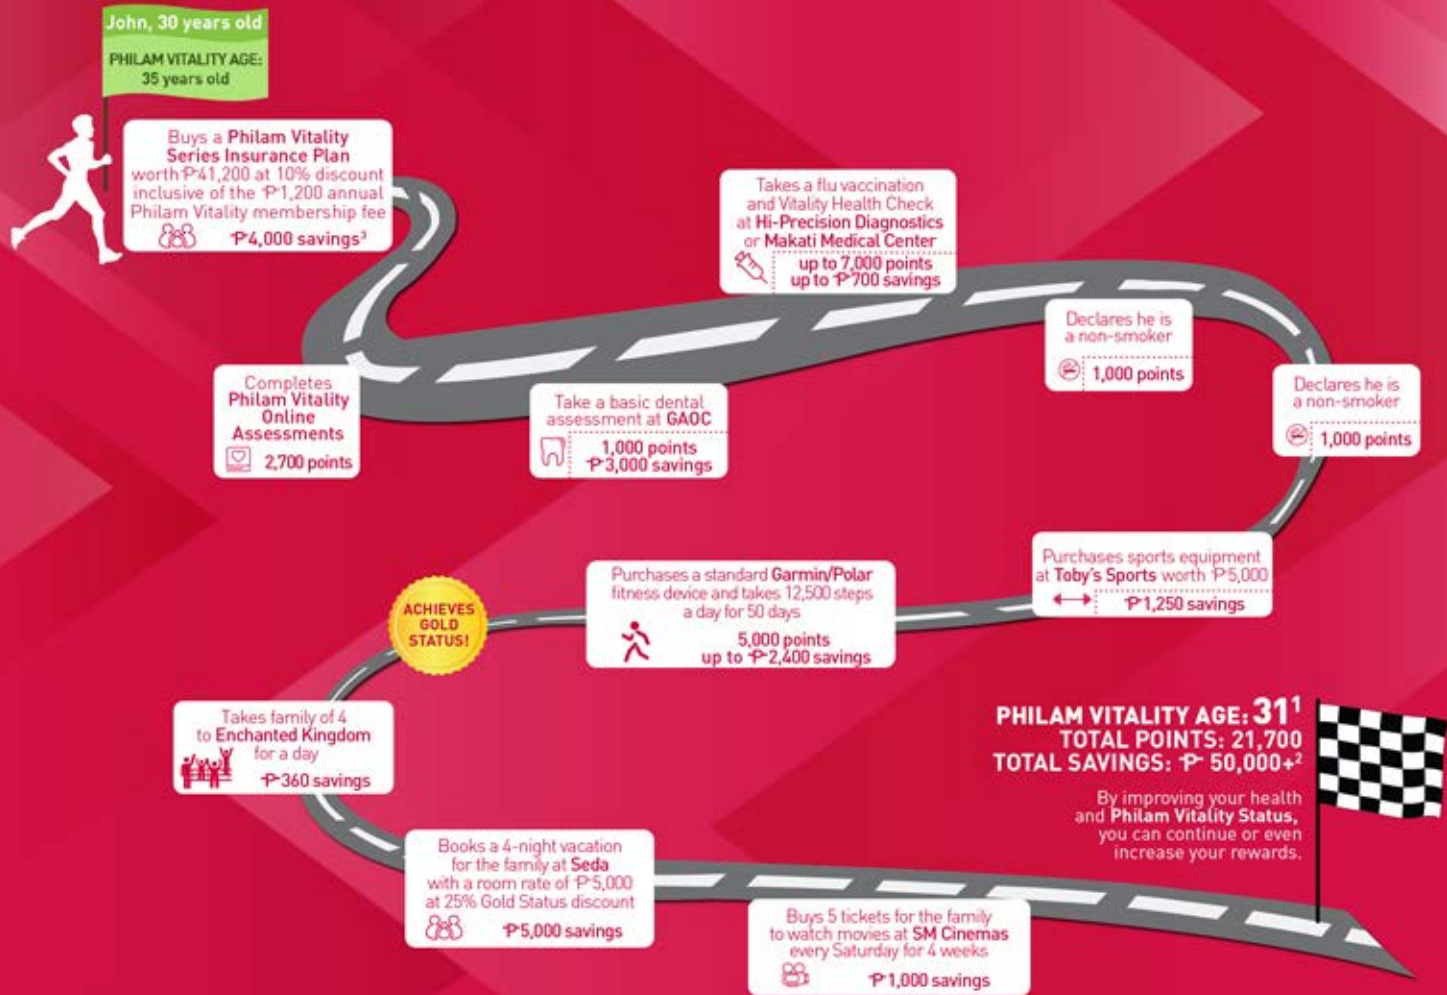 John, 30 years old
PHILAM VITALITY AGE:
35 years old
Buys a Philam Vitality
Series Insurance Plan
worth ₱41,200 at 10% discount
inclusive of the ₱1,200 annual
Philam Vitality membership fee
₱4,000 savings³
Completes
Philam Vitality
Online
Assessments
2,700 points
Take a basic dental
assessment at GAOC
1,000 points
₱3,000 savings
Takes a flu vaccination
and Vitality Health Check
at Hi-Precision Diagnostics
or Makati Medical Center
up to 7,000 points
up to ₱700 savings
Declares he is
a non-smoker
1,000 points
Declares he is
a non-smoker
1,000 points
Purchases sports equipment
at Toby's Sports worth ₱5,000
₱1,250 savings
Purchases a standard Garmin/Polar
fitness device and takes 12,500 steps
a day for 50 days
5,000 points
up to ₱2,400 savings
ACHIEVES
GOLD
STATUS!
Takes family of 4
to Enchanted Kingdom
for a day
₱360 savings
Books a 4-night vacation
for the family at Seda
with a room rate of ₱5,000
at 25% Gold Status discount
₱5,000 savings
Buys 5 tickets for the family
to watch movies at SM Cinemas
every Saturday for 4 weeks
₱1,000 savings
PHILAM VITALITY AGE: 31¹
TOTAL POINTS: 21,700
TOTAL SAVINGS: ₱ 50,000+²
By improving your health
and Philam Vitality Status,
you can continue or even
increase your rewards.